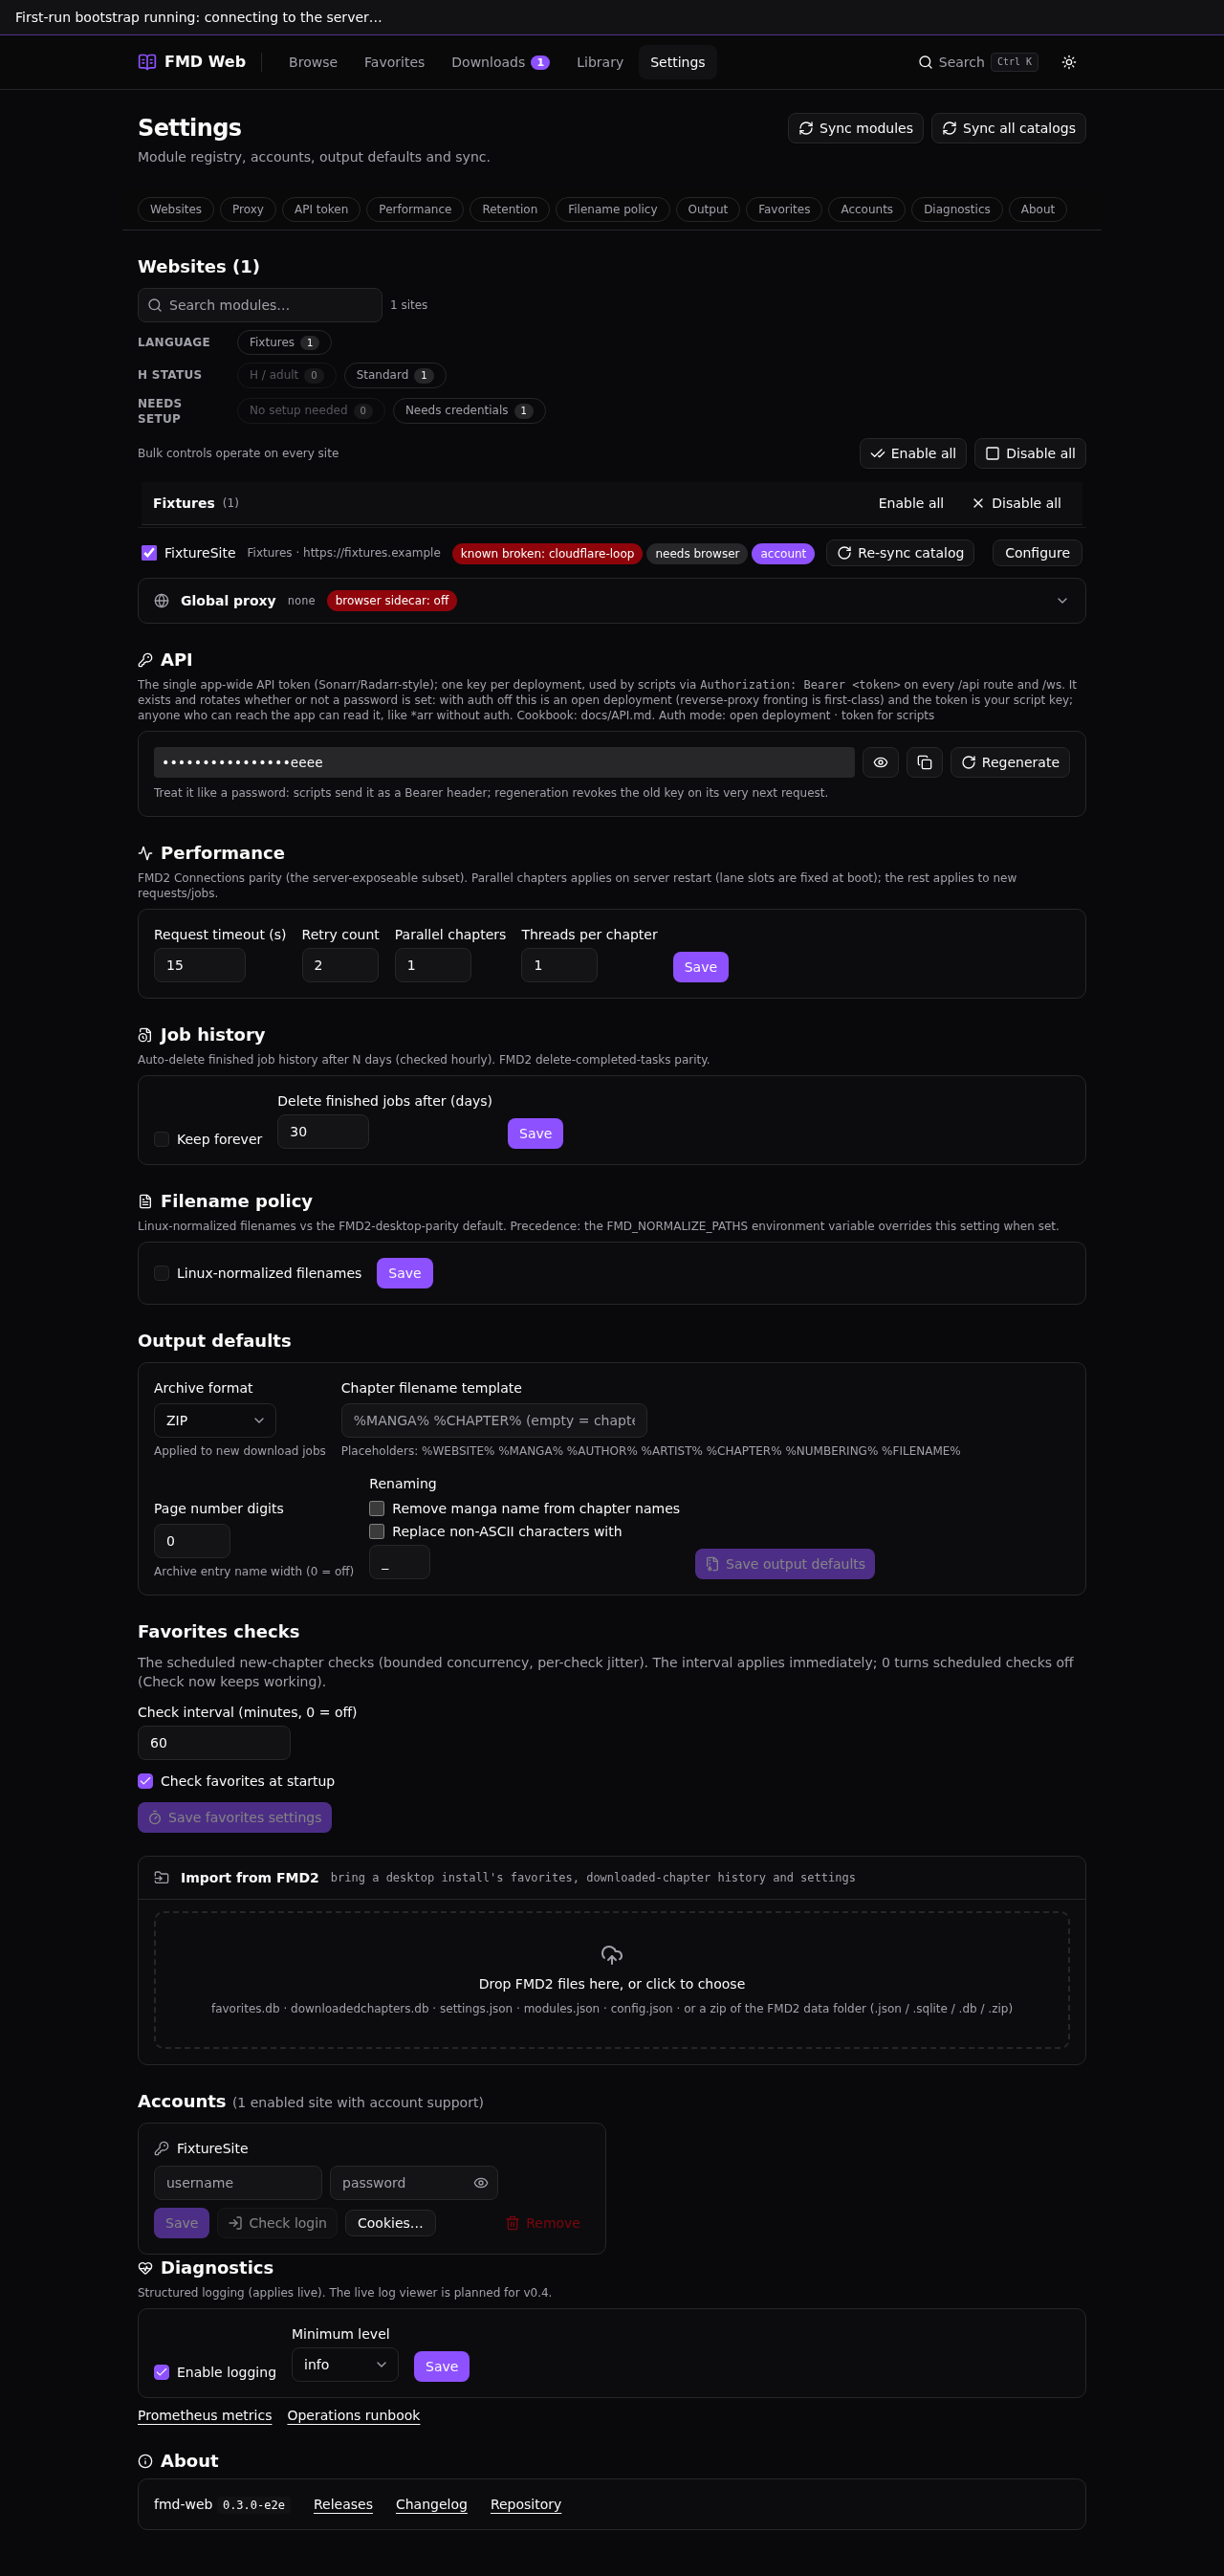 First-run bootstrap running: connecting to the server…
FMD Web Browse Favorites Downloads 1 Library Settings Search Ctrl K
Settings
Sync modules Sync all catalogs
Module registry, accounts, output defaults and sync.
Websites Proxy API token Performance Retention Filename policy Output Favorites Accounts Diagnostics About
Websites (1)
Search modules… 1 sites
LANGUAGE Fixtures 1
H STATUS H / adult 0 Standard 1
NEEDS SETUP No setup needed 0 Needs credentials 1
Bulk controls operate on every site Enable all Disable all
Fixtures (1) Enable all Disable all
FixtureSite Fixtures · https://fixtures.example known broken: cloudflare-loop needs browser account Re-sync catalog Configure
Global proxy none browser sidecar: off
API
The single app-wide API token (Sonarr/Radarr-style); one key per deployment, used by scripts via Authorization: Bearer <token> on every /api route and /ws. It
exists and rotates whether or not a password is set: with auth off this is an open deployment (reverse-proxy fronting is first-class) and the token is your script key;
anyone who can reach the app can read it, like *arr without auth. Cookbook: docs/API.md. Auth mode: open deployment · token for scripts
••••••••••••••••eeee Regenerate
Treat it like a password: scripts send it as a Bearer header; regeneration revokes the old key on its very next request.
Performance
FMD2 Connections parity (the server-exposeable subset). Parallel chapters applies on server restart (lane slots are fixed at boot); the rest applies to new
requests/jobs.
Request timeout (s) Retry count Parallel chapters Threads per chapter
15 2 1 1 Save
Job history
Auto-delete finished job history after N days (checked hourly). FMD2 delete-completed-tasks parity.
Delete finished jobs after (days)
Keep forever 30 Save
Filename policy
Linux-normalized filenames vs the FMD2-desktop-parity default. Precedence: the FMD_NORMALIZE_PATHS environment variable overrides this setting when set.
Linux-normalized filenames Save
Output defaults
Archive format Chapter filename template
ZIP %MANGA% %CHAPTER% (empty = chapte
Applied to new download jobs Placeholders: %WEBSITE% %MANGA% %AUTHOR% %ARTIST% %CHAPTER% %NUMBERING% %FILENAME%
Renaming
Page number digits Remove manga name from chapter names
Replace non-ASCII characters with
0 _ Save output defaults
Archive entry name width (0 = off)
Favorites checks
The scheduled new-chapter checks (bounded concurrency, per-check jitter). The interval applies immediately; 0 turns scheduled checks off
(Check now keeps working).
Check interval (minutes, 0 = off)
60
Check favorites at startup
Save favorites settings
Import from FMD2 bring a desktop install's favorites, downloaded-chapter history and settings
Drop FMD2 files here, or click to choose
favorites.db · downloadedchapters.db · settings.json · modules.json · config.json · or a zip of the FMD2 data folder (.json / .sqlite / .db / .zip)
Accounts (1 enabled site with account support)
FixtureSite
username password
Save Check login Cookies… Remove
Diagnostics
Structured logging (applies live). The live log viewer is planned for v0.4.
Minimum level
Enable logging info Save
Prometheus metrics Operations runbook
About
fmd-web 0.3.0-e2e Releases Changelog Repository